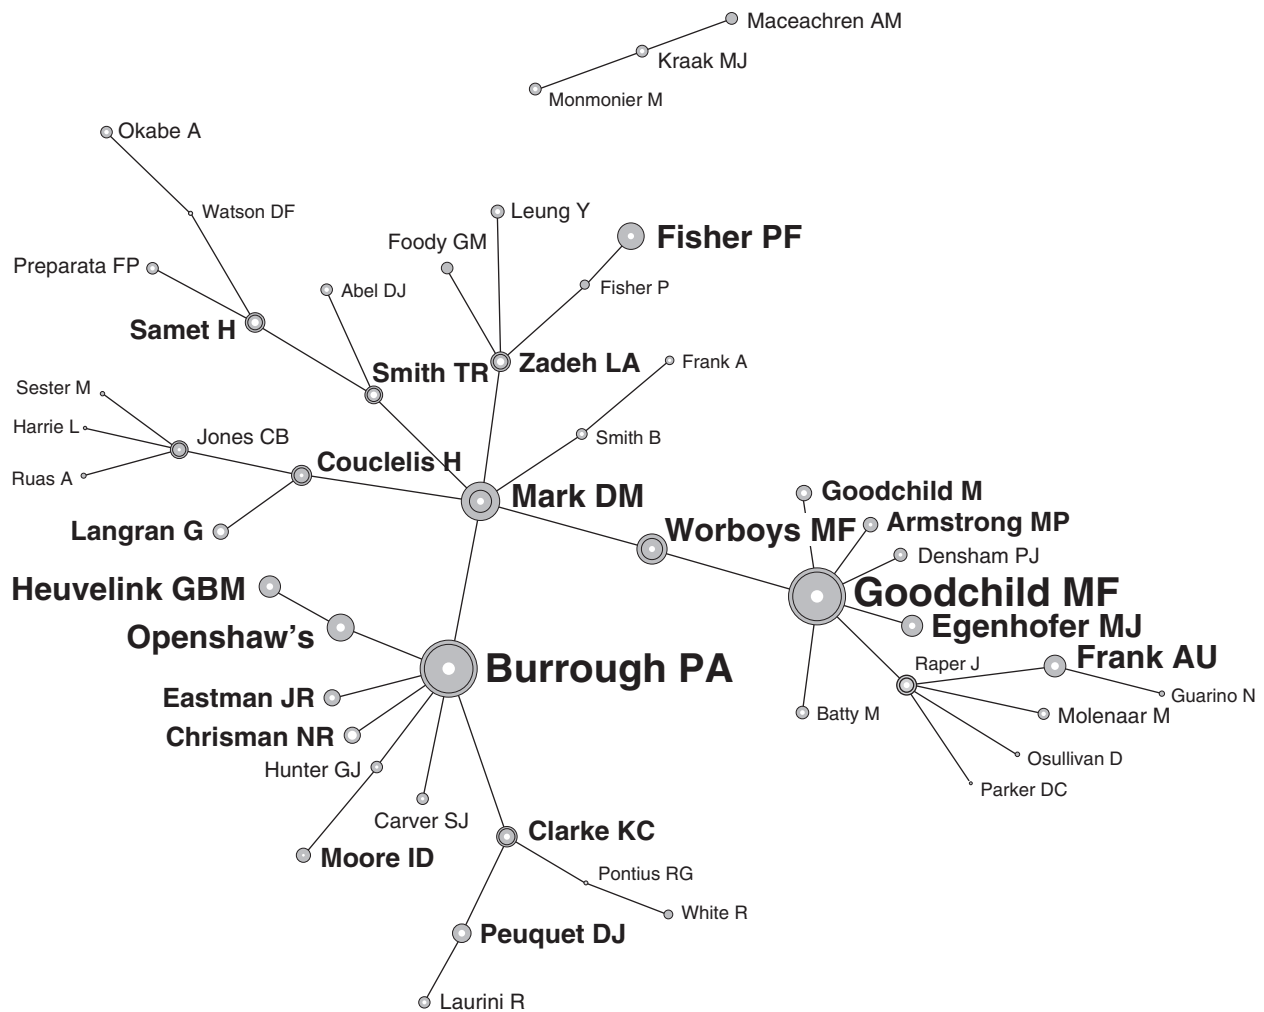 Maceachren AM
Kraak MJ
Monmonier M
Okabe A
Watson DF
Leung Y
Foody GM
Fisher PF
Preparata FP
Abel DJ
Fisher P
Samet H
Smith TR
Zadeh LA
Frank A
Sester M
Harrie L
Jones CB
Smith B
Ruas A
Couclelis H
Mark DM
Goodchild M
Langran G
Worboys MF
Armstrong MP
Densham PJ
Heuvelink GBM
Goodchild MF
Openshaw's
Egenhofer MJ
Burrough PA
Raper J
Frank AU
Guarino N
Eastman JR
Batty M
Molenaar M
Chrisman NR
Osullivan D
Hunter GJ
Parker DC
Carver SJ
Clarke KC
Moore ID
Pontius RG
White R
Peuquet DJ
Laurini R